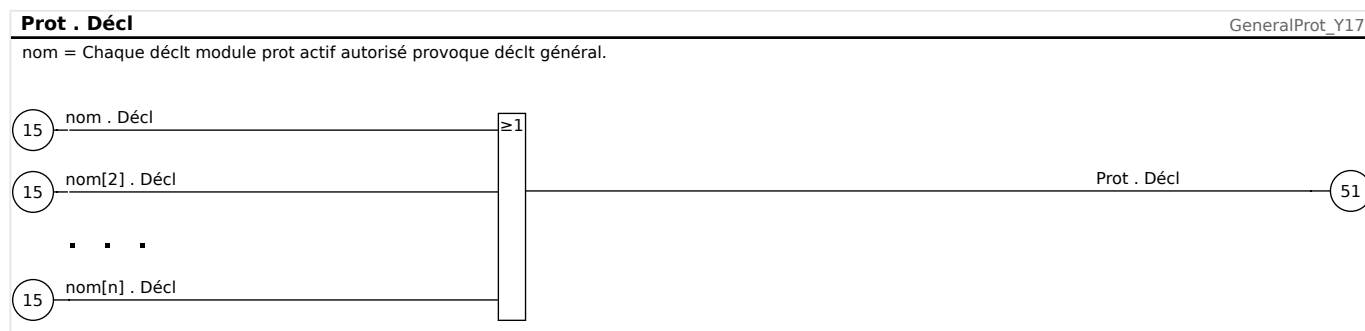 Prot . Décl GeneralProt_Y17
nom = Chaque déclt module prot actif autorisé provoque déclt général.
15 nom . Décl ≥1
15 nom[2] . Décl Prot . Décl 51
. . .
15 nom[n] . Décl